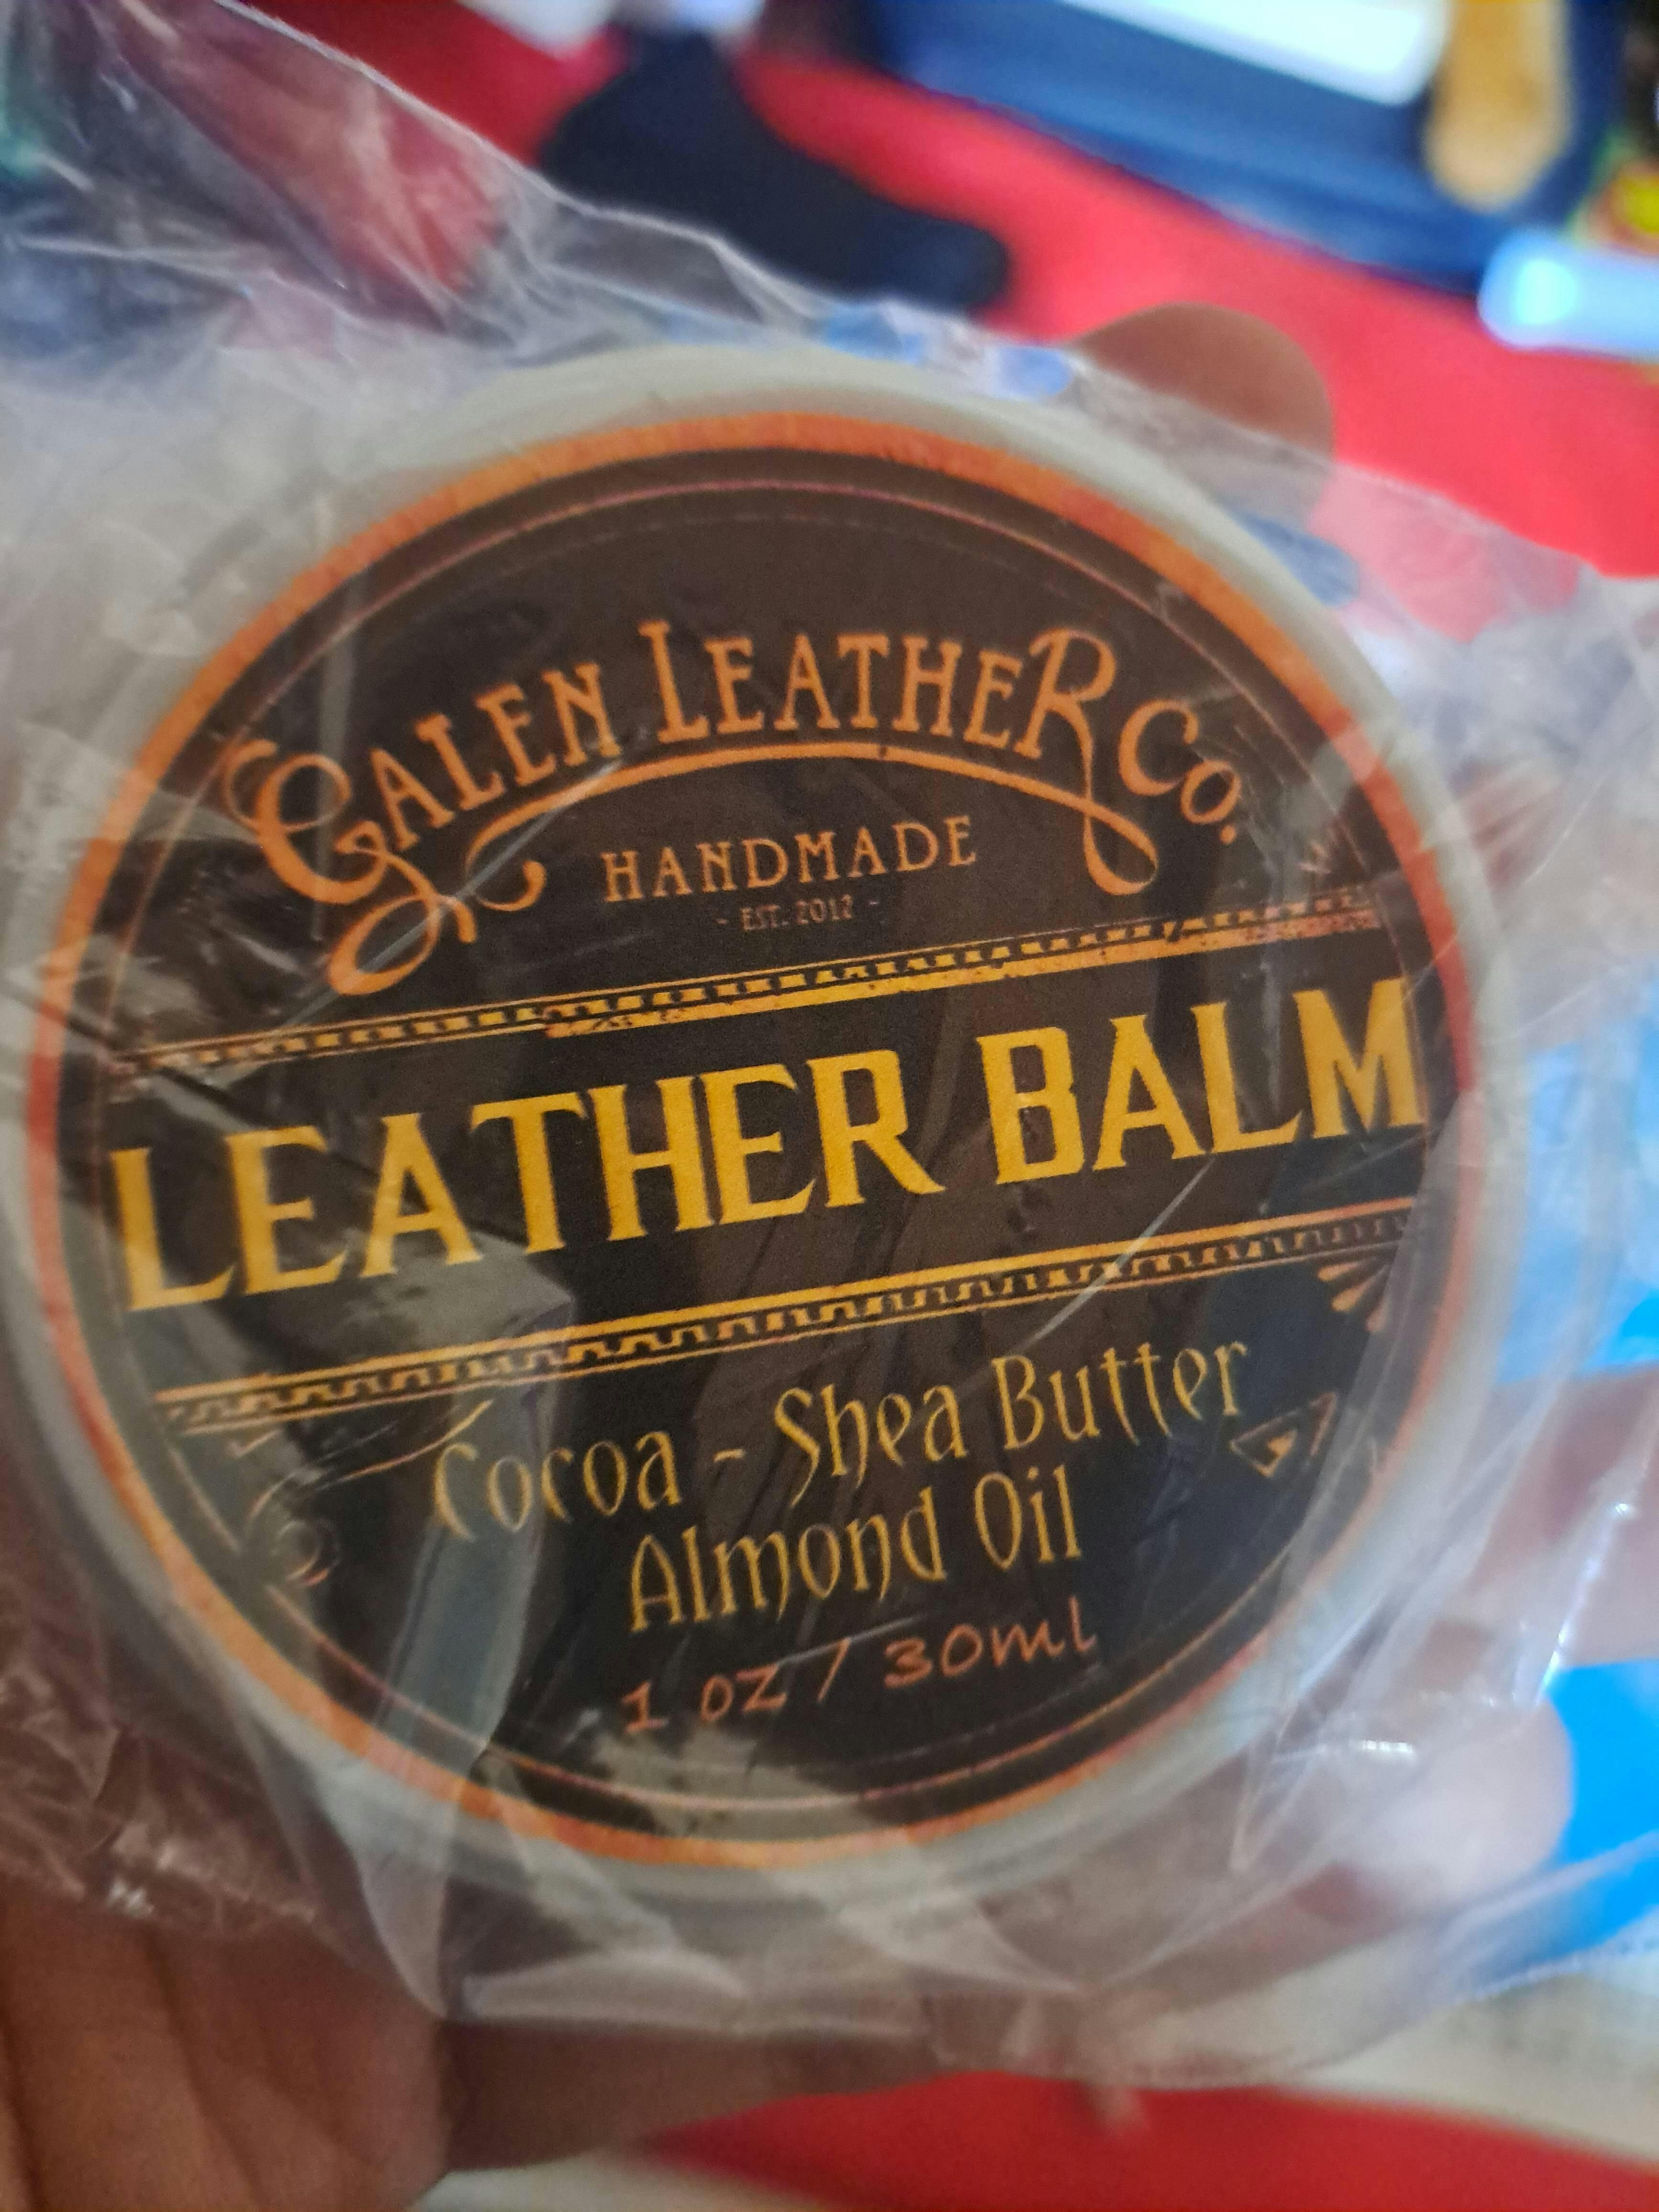 GALEN LEATHER CO.
HANDMADE
- EST. 2012 -
LEATHER BALM
Cocoa - Shea Butter
Almond Oil
1 oz / 30ml